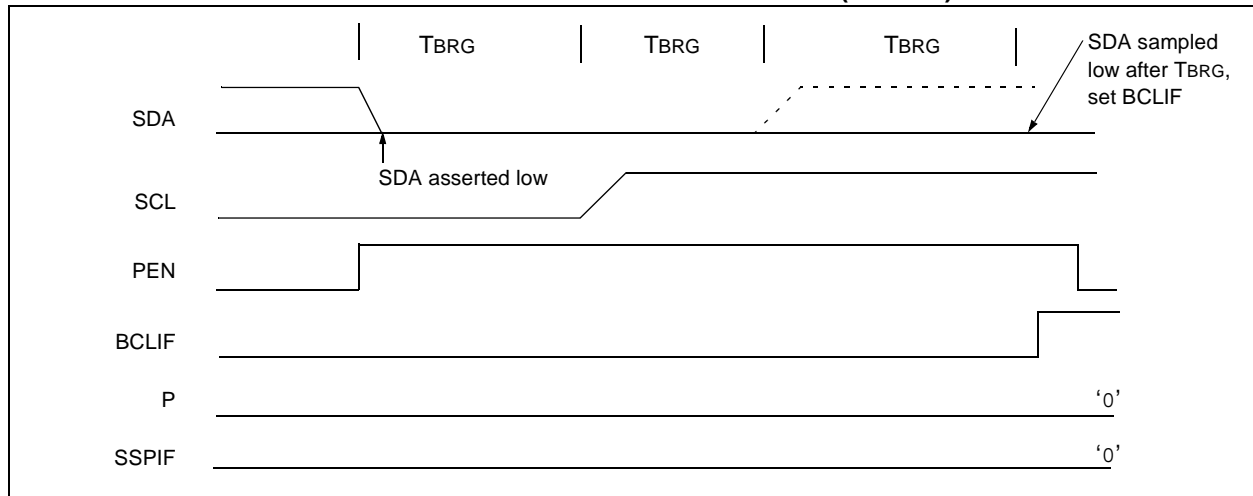 TBRG TBRG TBRG
SDA sampled
low after TBRG,
set BCLIF
SDA
SDA asserted low
SCL
PEN
BCLIF
P ‘0’
SSPIF ‘0’